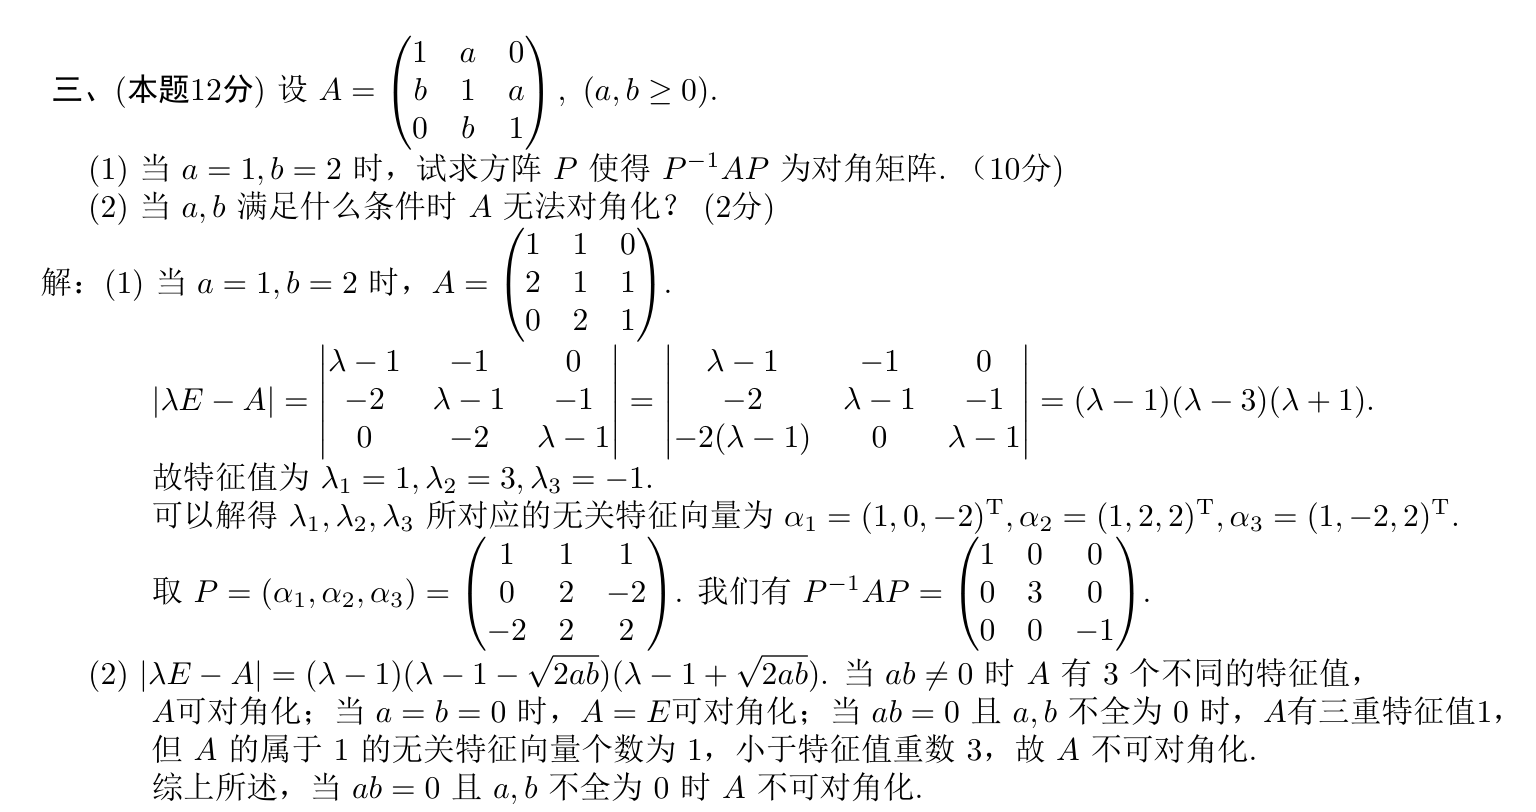 三、(本题12分) 设 $A = \begin{pmatrix} 1 & a & 0 \\ b & 1 & a \\ 0 & b & 1 \end{pmatrix}$, $(a, b \geq 0)$.
(1) 当 $a = 1, b = 2$ 时，试求方阵 $P$ 使得 $P^{-1}AP$ 为对角矩阵.（10分)
(2) 当 $a, b$ 满足什么条件时 $A$ 无法对角化？(2分)
解：(1) 当 $a = 1, b = 2$ 时，$A = \begin{pmatrix} 1 & 1 & 0 \\ 2 & 1 & 1 \\ 0 & 2 & 1 \end{pmatrix}$.
$|\lambda E - A| = \begin{vmatrix} \lambda - 1 & -1 & 0 \\ -2 & \lambda - 1 & -1 \\ 0 & -2 & \lambda - 1 \end{vmatrix} = \begin{vmatrix} \lambda - 1 & -1 & 0 \\ -2 & \lambda - 1 & -1 \\ -2(\lambda - 1) & 0 & \lambda - 1 \end{vmatrix} = (\lambda - 1)(\lambda - 3)(\lambda + 1)$.
故特征值为 $\lambda_1 = 1, \lambda_2 = 3, \lambda_3 = -1$.
可以解得 $\lambda_1, \lambda_2, \lambda_3$ 所对应的无关特征向量为 $\alpha_1 = (1, 0, -2)^{\mathrm{T}}, \alpha_2 = (1, 2, 2)^{\mathrm{T}}, \alpha_3 = (1, -2, 2)^{\mathrm{T}}$.
取 $P = (\alpha_1, \alpha_2, \alpha_3) = \begin{pmatrix} 1 & 1 & 1 \\ 0 & 2 & -2 \\ -2 & 2 & 2 \end{pmatrix}$. 我们有 $P^{-1}AP = \begin{pmatrix} 1 & 0 & 0 \\ 0 & 3 & 0 \\ 0 & 0 & -1 \end{pmatrix}$.
(2) $|\lambda E - A| = (\lambda - 1)(\lambda - 1 - \sqrt{2ab})(\lambda - 1 + \sqrt{2ab})$. 当 $ab \neq 0$ 时 $A$ 有 3 个不同的特征值，
$A$可对角化；当 $a = b = 0$ 时，$A = E$可对角化；当 $ab = 0$ 且 $a, b$ 不全为 0 时，$A$有三重特征值1，
但 $A$ 的属于 1 的无关特征向量个数为 1，小于特征值重数 3，故 $A$ 不可对角化.
综上所述，当 $ab = 0$ 且 $a, b$ 不全为 0 时 $A$ 不可对角化.